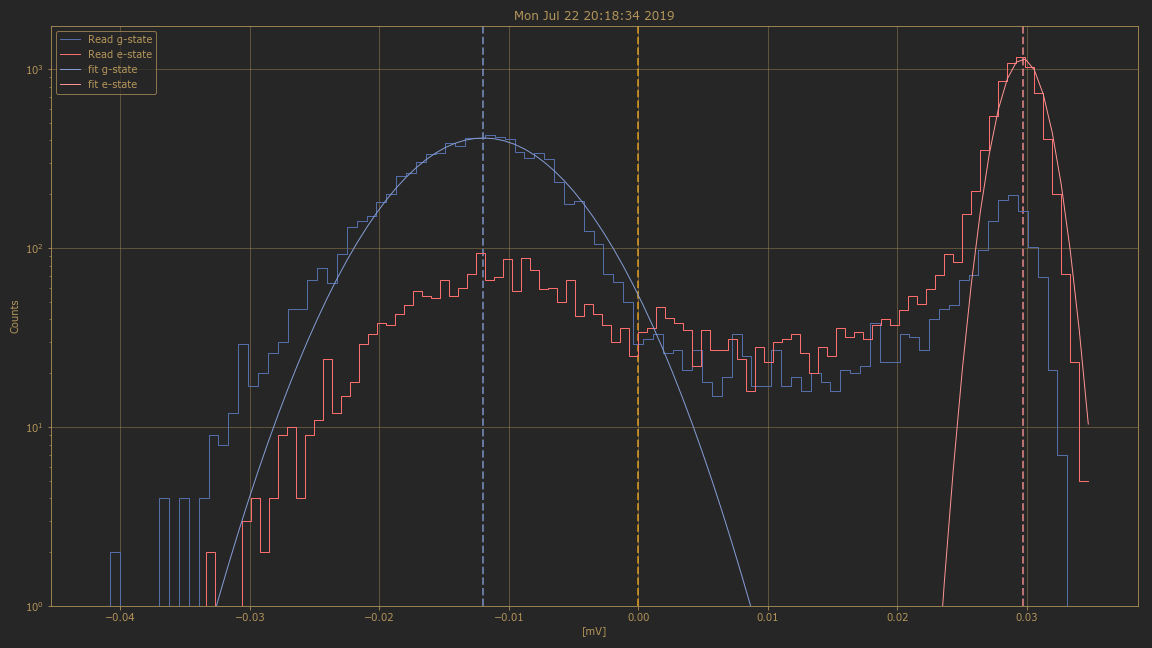 Mon Jul 22 20:18:34 2019
Read g-state
Read e-state
fit g-state
fit e-state
10³
10²
10¹
10⁰
Counts
−0.04 −0.03 −0.02 −0.01 0.00 0.01 0.02 0.03
[mV]